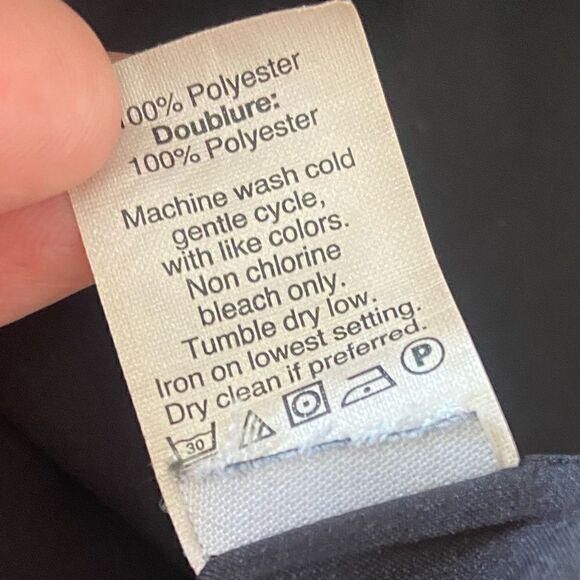 100% Polyester
Doublure:
100% Polyester
Machine wash cold
gentle cycle,
with like colors.
Non chlorine
bleach only.
Tumble dry low.
Iron on lowest setting.
Dry clean if preferred.
30 P